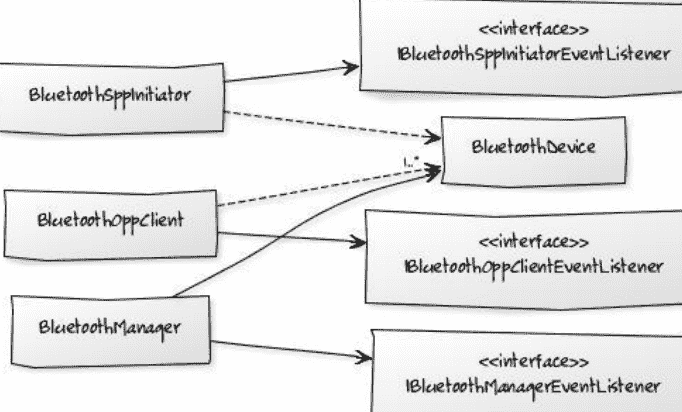 <<interface>>
IBluetoothSppInitiatorEventListener
BluetoothSppInitiator
BluetoothDevice
1..*
BluetoothOppClient
<<interface>>
IBluetoothOppClientEventListener
BluetoothManager
<<interface>>
IBluetoothManagerEventListener